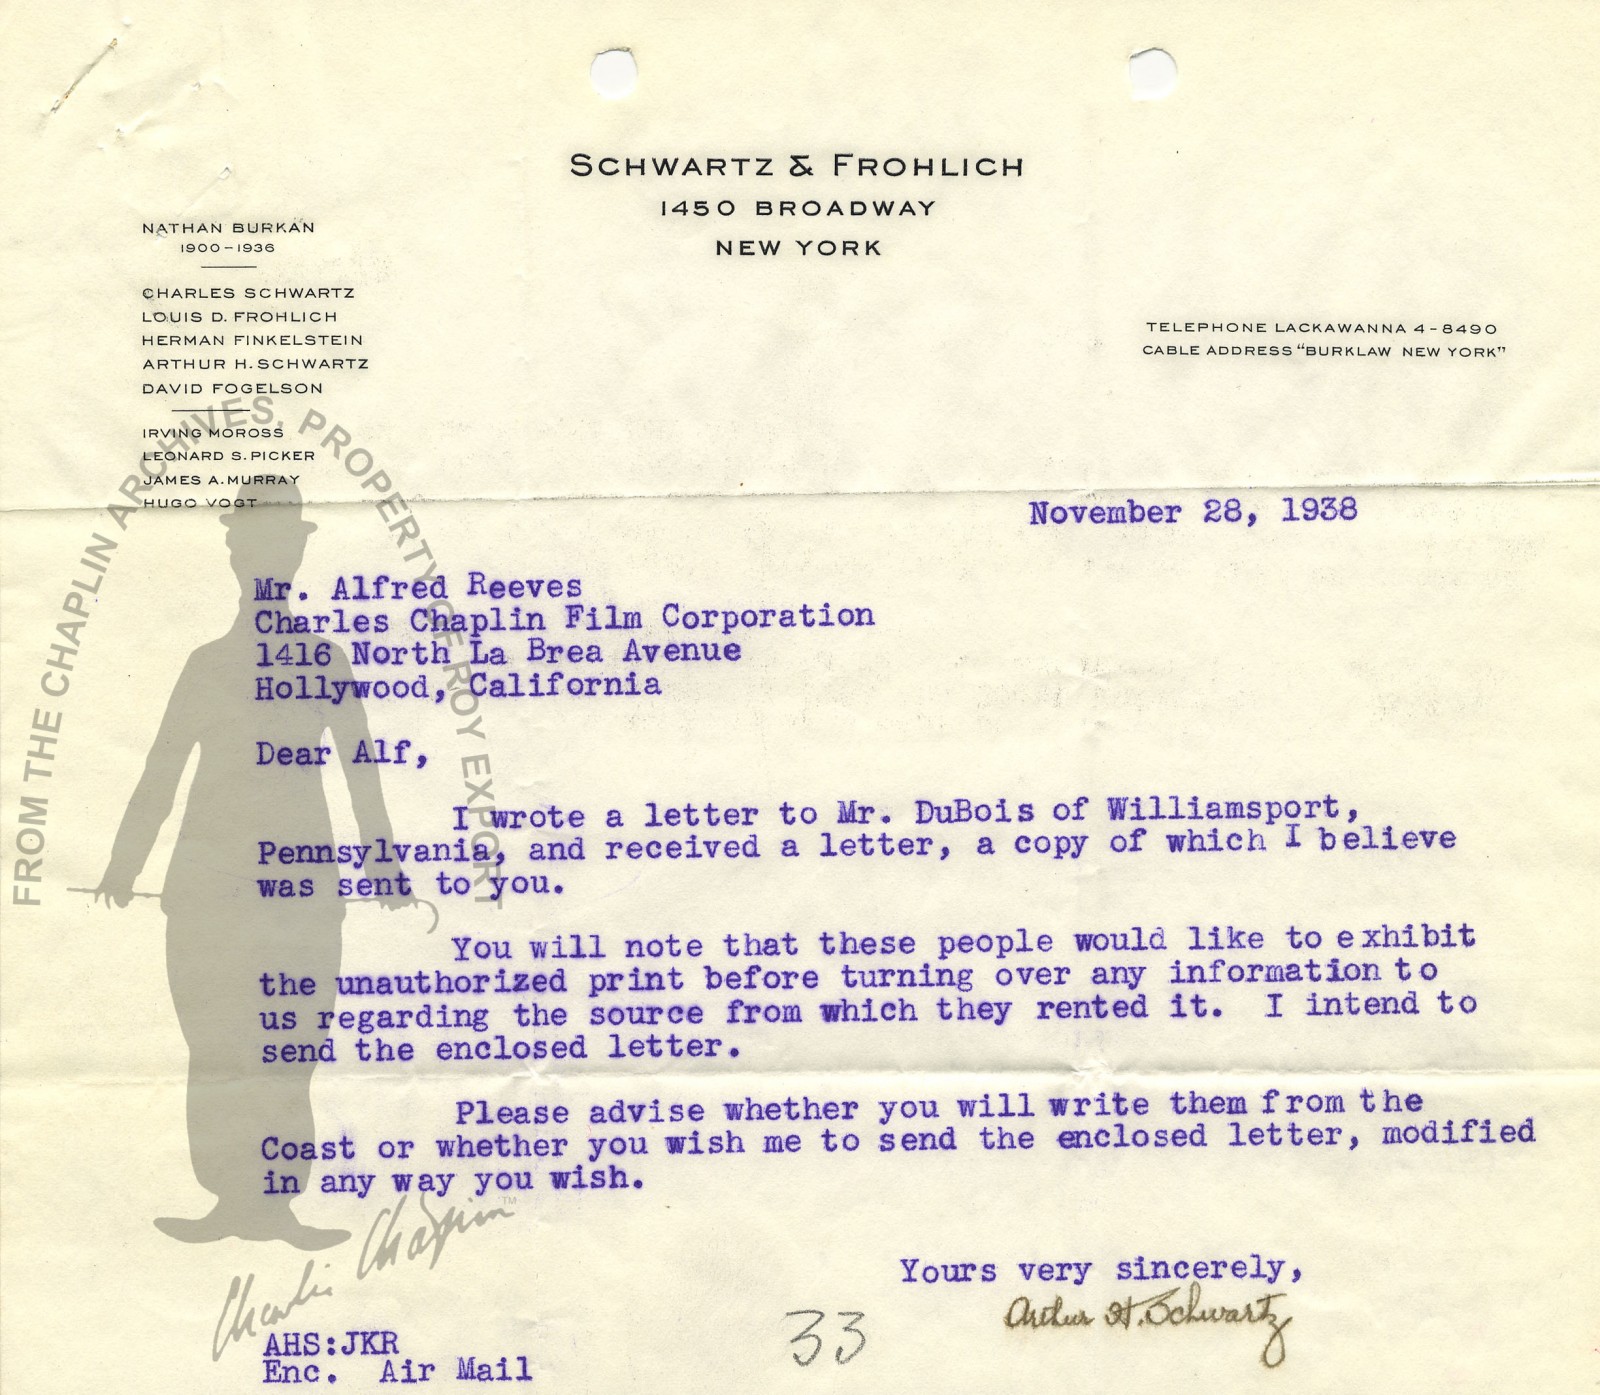 SCHWARTZ & FROHLICH
1450 BROADWAY
NEW YORK
NATHAN BURKAN
1900-1936
CHARLES SCHWARTZ
LOUIS D. FROHLICH
HERMAN FINKELSTEIN
ARTHUR H. SCHWARTZ
DAVID FOGELSON
IRVING MOROSS
LEONARD S. PICKER
JAMES A. MURRAY
HUGO VOGT
TELEPHONE LACKAWANNA 4-8490
CABLE ADDRESS "BURKLAW NEW YORK"
FROM THE CHAPLIN ARCHIVES, PROPERTY OF ROY EXPORT
November 28, 1938
Mr. Alfred Reeves
Charles Chaplin Film Corporation
1416 North La Brea Avenue
Hollywood, California
Dear Alf,
I wrote a letter to Mr. DuBois of Williamsport,
Pennsylvania, and received a letter, a copy of which I believe
was sent to you.
You will note that these people would like to exhibit
the unauthorized print before turning over any information to
us regarding the source from which they rented it. I intend to
send the enclosed letter.
Please advise whether you will write them from the
Coast or whether you wish me to send the enclosed letter, modified
in any way you wish.
Charlie Chaplin™
Yours very sincerely,
Arthur H. Schwartz
33
AHS:JKR
Enc. Air Mail